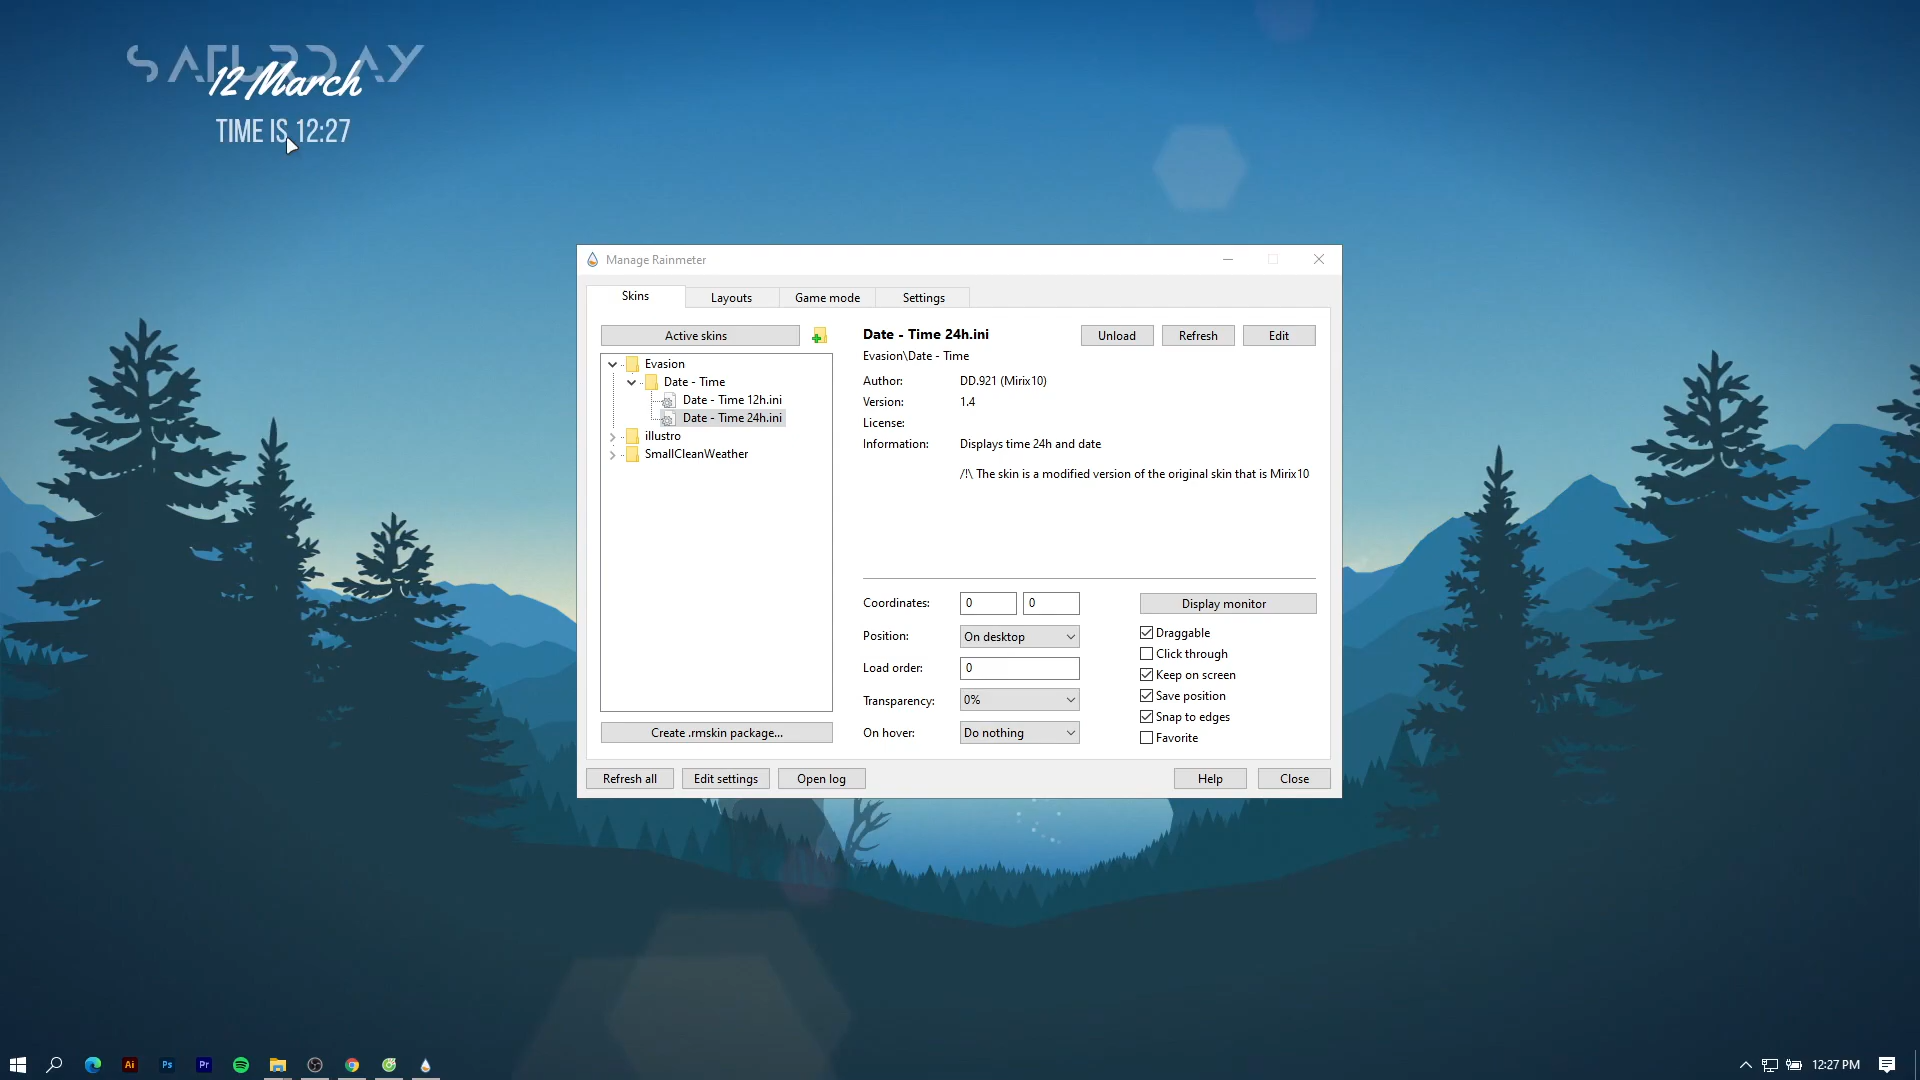 SATURDAY
12 March
TIME IS 12:27
Manage Rainmeter
Skins
Layouts
Game mode
Settings
Active skins
Evasion
Date - Time
Date - Time 12h.ini
Date - Time 24h.ini
illustro
SmallCleanWeather
Create .rmskin package...
Date - Time 24h.ini
Unload
Refresh
Edit
Evasion\Date - Time
Author: DD.921 (Mirix10)
Version: 1.4
License:
Information: Displays time 24h and date
/!\ The skin is a modified version of the original skin that is Mirix10
Coordinates: 0 0
Position: On desktop
Load order: 0
Transparency: 0%
On hover: Do nothing
Display monitor
Draggable
Click through
Keep on screen
Save position
Snap to edges
Favorite
Refresh all
Edit settings
Open log
Help
Close
Ai
Ps
Pr
12:27 PM